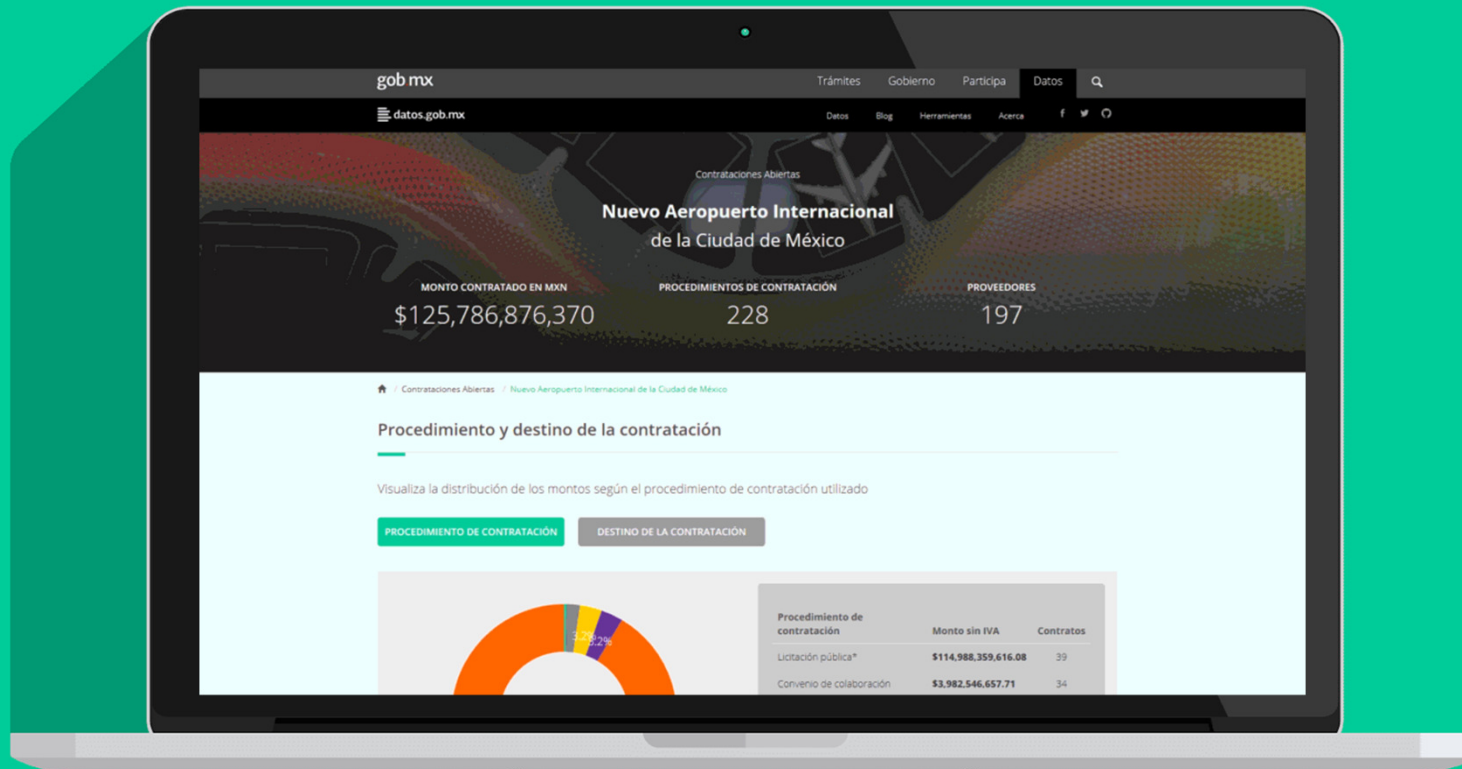 gob mx
Trámites Gobierno Participa Datos
datos.gob.mx
Datos Blog Herramientas Acerca
Contrataciones Abiertas
Nuevo Aeropuerto Internacional
de la Ciudad de México
MONTO CONTRATADO EN MXN PROCEDIMIENTOS DE CONTRATACIÓN PROVEEDORES
$125,786,876,370 228 197
/ Contrataciones Abiertas / Nuevo Aeropuerto Internacional de la Ciudad de México
Procedimiento y destino de la contratación
Visualiza la distribución de los montos según el procedimiento de contratación utilizado
PROCEDIMIENTO DE CONTRATACIÓN DESTINO DE LA CONTRATACIÓN
Procedimiento de
contratación Monto sin IVA Contratos
Licitación pública* $114,988,359,616.08 39
Convenio de colaboración $3,982,546,657.71 34
3.2%